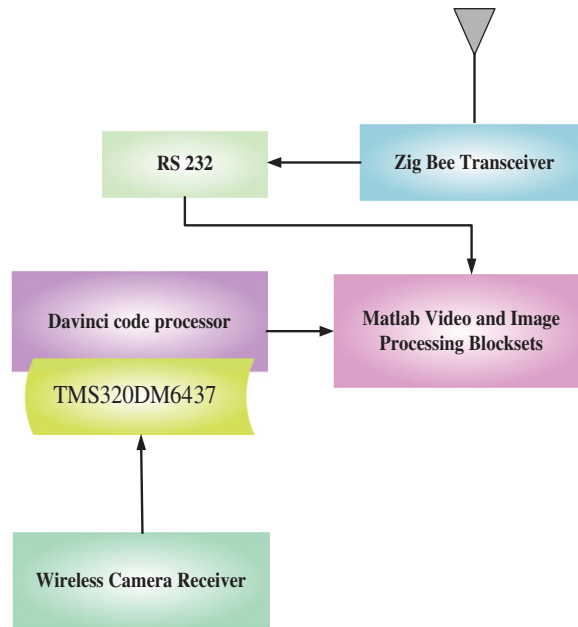 RS 232
Zig Bee Transceiver
Davinci code processor
Matlab Video and Image
Processing Blocksets
TMS320DM6437
Wireless Camera Receiver